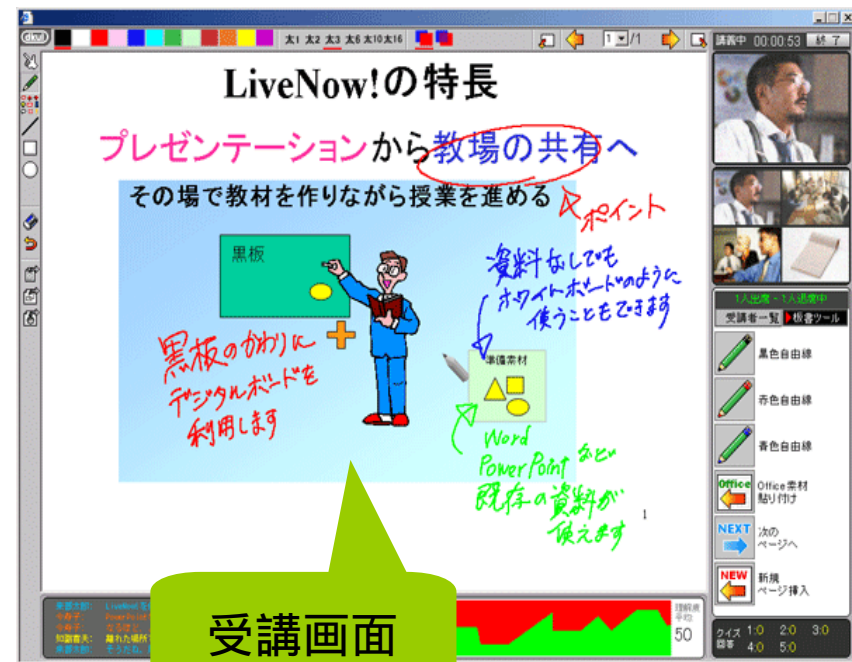 太1 太2 太3 太6 太10 太16
1 /1
講義中 00:00:53 終 了
LiveNow!の特長
プレゼンテーションから教場の共有へ
その場で教材を作りながら授業を進める
ポイント
黒板
資料なしでも
ホワイトボードのように
使うこともできます
黒板のかわりに
デジタルボードを
利用します
準備素材
Word
PowerPointなど
既存の資料が
使えます
1
1人出席・1人退席中
受講者一覧 板書ツール
黒色自由線
赤色自由線
青色自由線
Office Office素材
貼り付け
NEXT 次の
ページへ
NEW 新規
ページ挿入
受講画面
理解度
平均
50
クイズ 1:0 2:0 3:0
回答 4:0 5:0